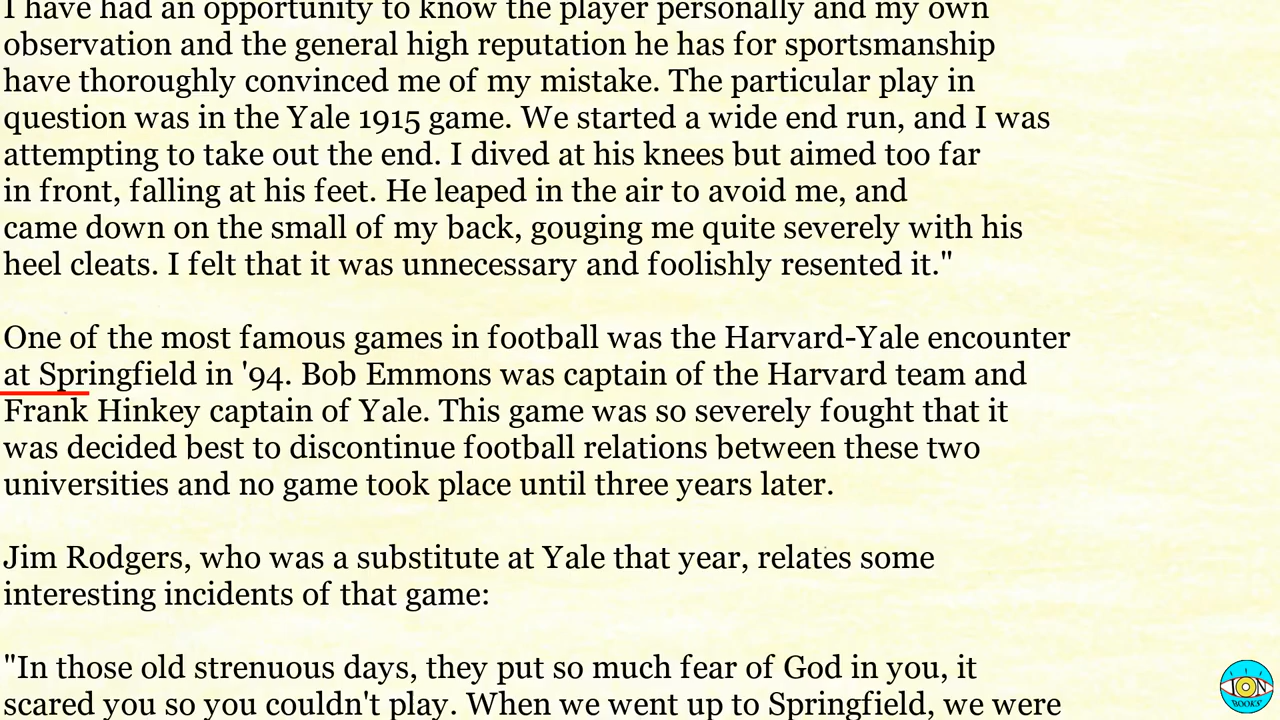 I have had an opportunity to know the player personally and my own
observation and the general high reputation he has for sportsmanship
have thoroughly convinced me of my mistake. The particular play in
question was in the Yale 1915 game. We started a wide end run, and I was
attempting to take out the end. I dived at his knees but aimed too far
in front, falling at his feet. He leaped in the air to avoid me, and
came down on the small of my back, gouging me quite severely with his
heel cleats. I felt that it was unnecessary and foolishly resented it."
One of the most famous games in football was the Harvard-Yale encounter
at Springfield in '94. Bob Emmons was captain of the Harvard team and
Frank Hinkey captain of Yale. This game was so severely fought that it
was decided best to discontinue football relations between these two
universities and no game took place until three years later.
Jim Rodgers, who was a substitute at Yale that year, relates some
interesting incidents of that game:
"In those old strenuous days, they put so much fear of God in you, it
scared you so you couldn't play. When we went up to Springfield, we were
ION
BOOKS